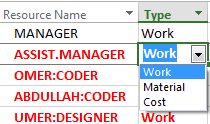 Resource Name Type
MANAGER Work
ASSIST.MANAGER Work
OMER:CODER Work
ABDULLAH:CODER Material
Cost
UMER:DESIGNER Work